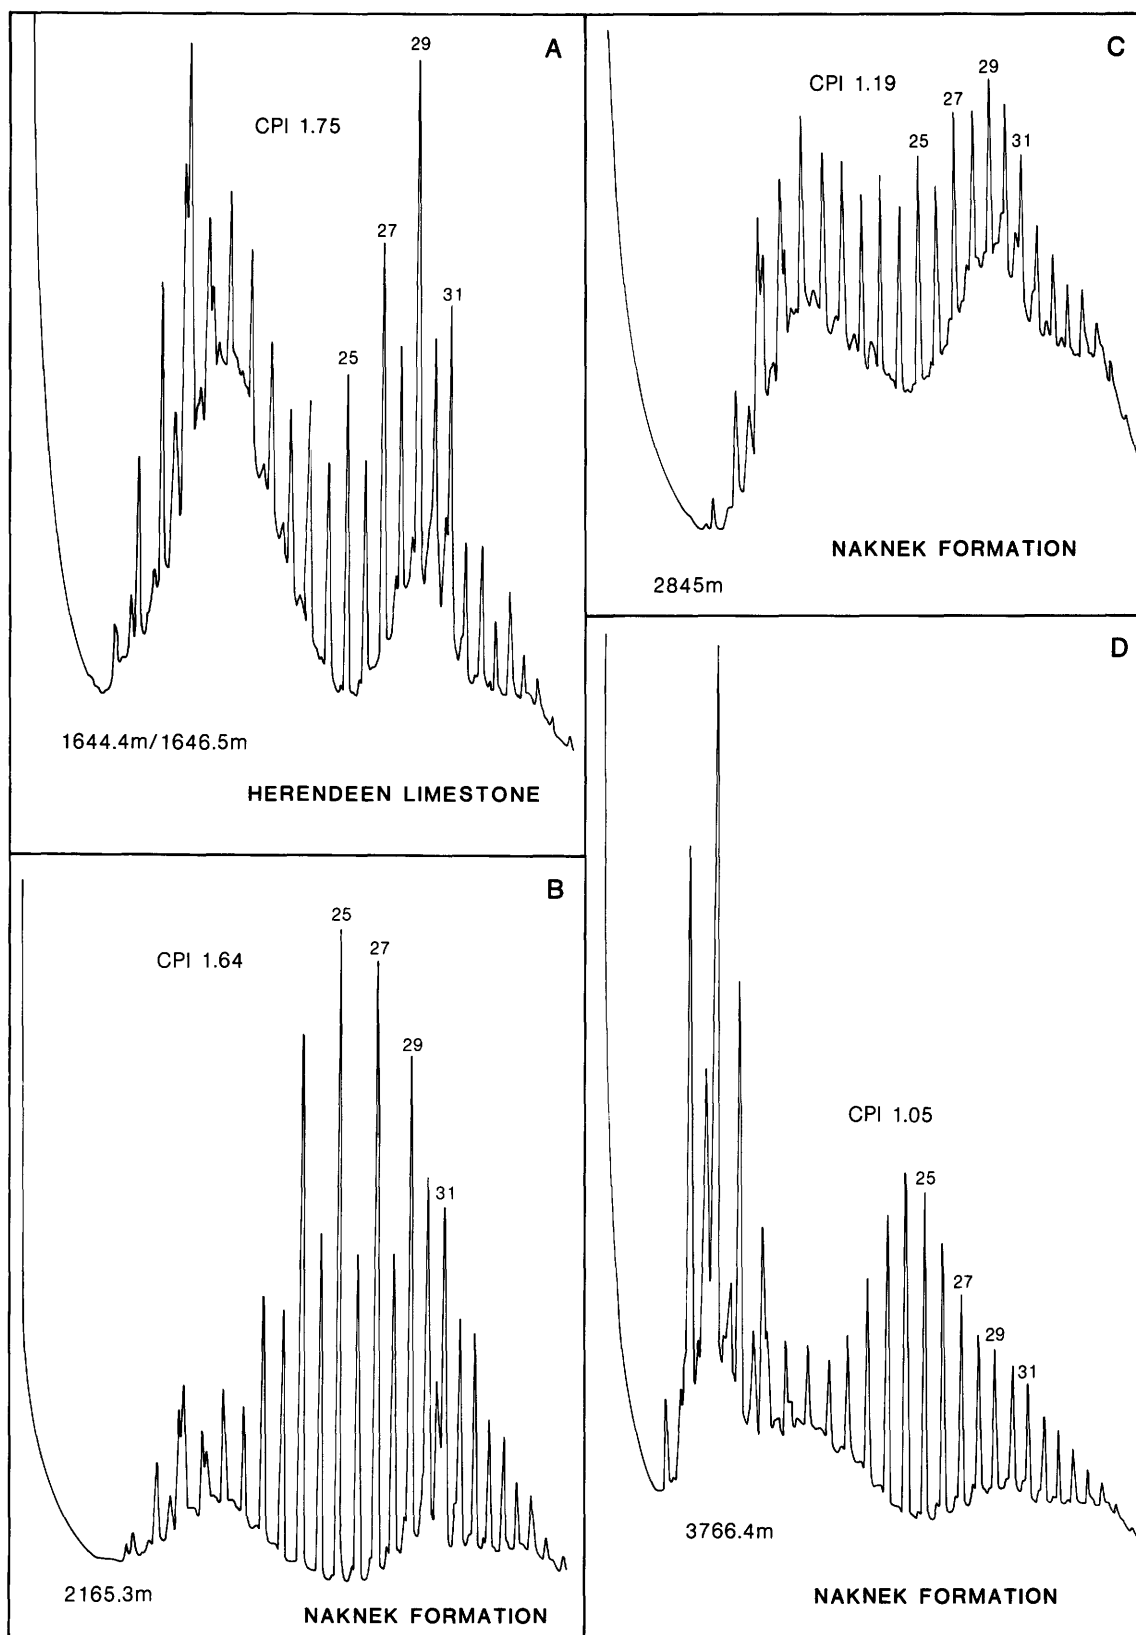 A
CPI 1.75
25
27
29
31
1644.4m/1646.5m
HERENDEEN LIMESTONE
B
CPI 1.64
25
27
29
31
2165.3m
NAKNEK FORMATION
C
CPI 1.19
25
27
29
31
NAKNEK FORMATION
2845m
D
CPI 1.05
25
27
29
31
3766.4m
NAKNEK FORMATION